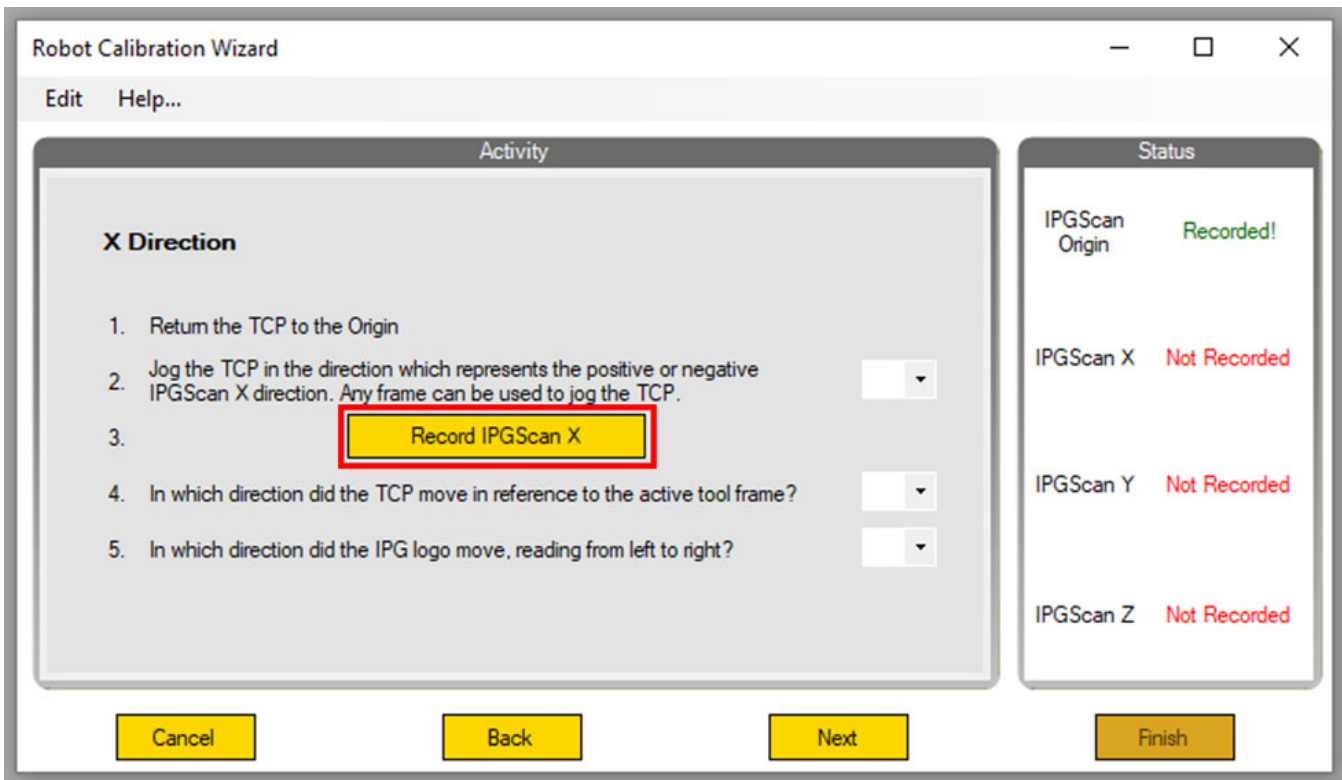 Robot Calibration Wizard
Edit Help...
Activity
X Direction
1. Return the TCP to the Origin
2. Jog the TCP in the direction which represents the positive or negative
IPGScan X direction. Any frame can be used to jog the TCP.
3. Record IPGScan X
4. In which direction did the TCP move in reference to the active tool frame?
5. In which direction did the IPG logo move, reading from left to right?
Status
IPGScan
Origin
Recorded!
IPGScan X Not Recorded
IPGScan Y Not Recorded
IPGScan Z Not Recorded
Cancel Back Next Finish